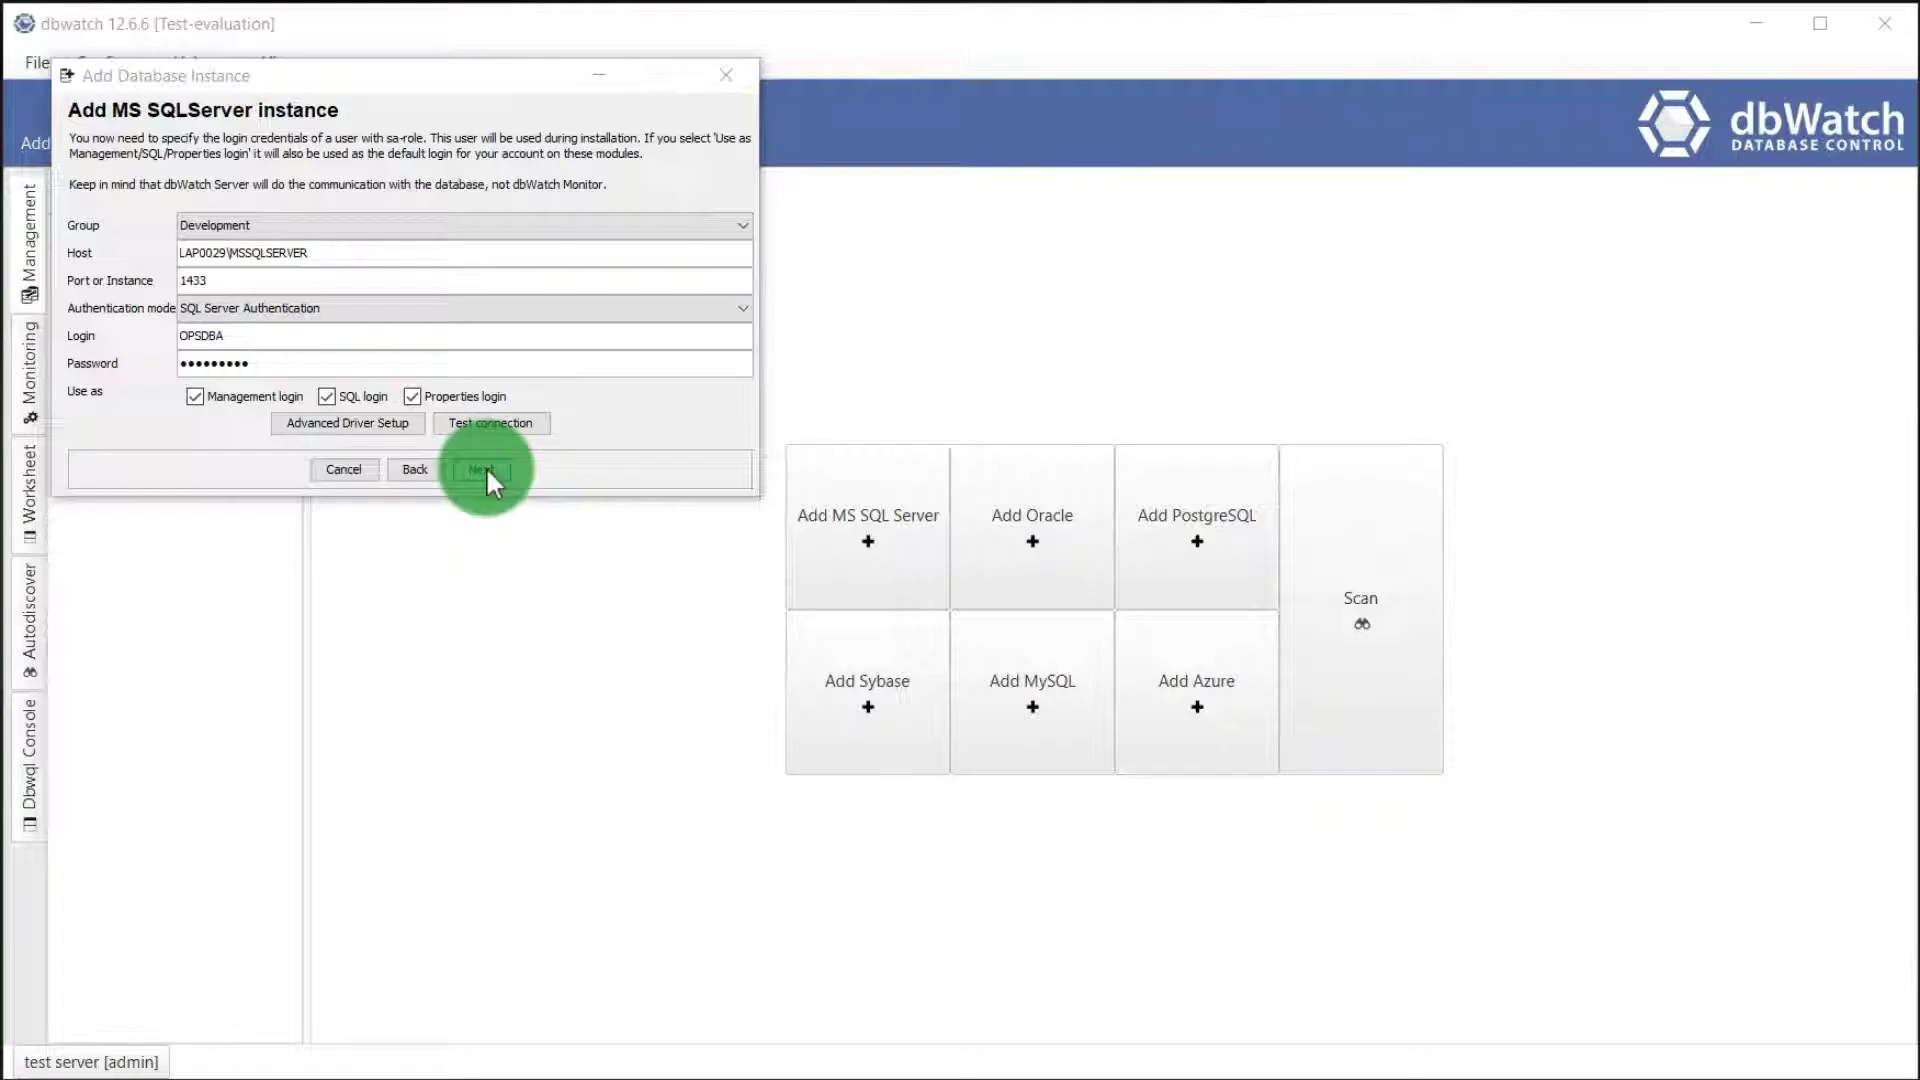 dbwatch 12.6.6 [Test-evaluation]
File
Add Database Instance
Add MS SQLServer instance
You now need to specify the login credentials of a user with sa-role. This user will be used during installation. If you select 'Use as
Management/SQL/Properties login' it will also be used as the default login for your account on these modules.
Keep in mind that dbWatch Server will do the communication with the database, not dbWatch Monitor.
Group Development
Host LAP0029\MSSQLSERVER
Port or Instance 1433
Authentication mode SQL Server Authentication
Login OPSDBA
Password •••••••••
Use as Management login SQL login Properties login
Advanced Driver Setup Test connection
Cancel Back Next
Add
dbWatch
DATABASE CONTROL
Management
Monitoring
Worksheet
Autodiscover
Dbwql Console
Add MS SQL Server
Add Oracle
Add PostgreSQL
Scan
Add Sybase
Add MySQL
Add Azure
test server [admin]